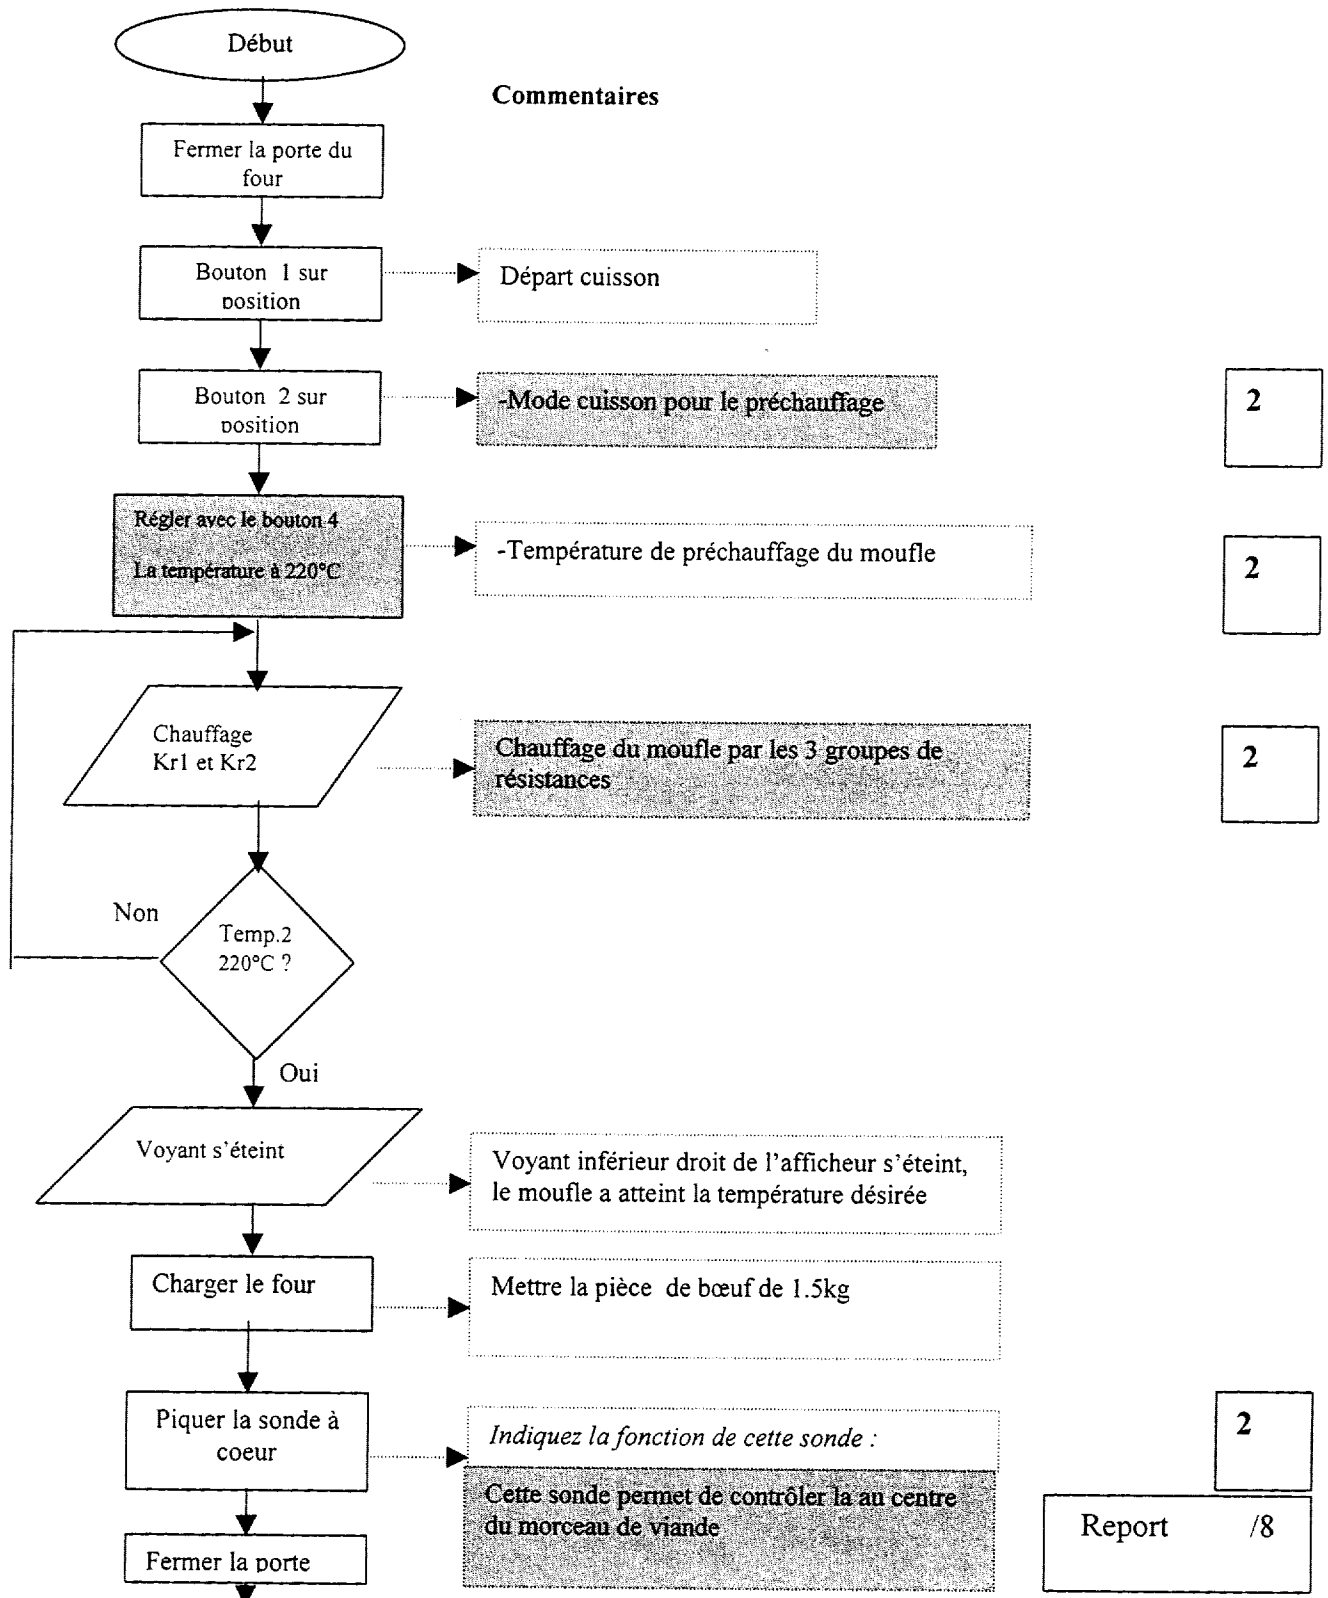 Début
Commentaires
Fermer la porte du
four
Bouton 1 sur
position
Départ cuisson
Bouton 2 sur
position
-Mode cuisson pour le préchauffage
2
Régler avec le bouton 4
La température à 220°C
-Température de préchauffage du moufle
2
Chauffage
Kr1 et Kr2
Chauffage du moufle par les 3 groupes de
résistances
2
Non
Temp.2
220°C ?
Oui
Voyant s'éteint
Voyant inférieur droit de l'afficheur s'éteint,
le moufle a atteint la température désirée
Charger le four
Mettre la pièce de bœuf de 1.5kg
Piquer la sonde à
coeur
Indiquez la fonction de cette sonde :
2
Cette sonde permet de contrôler la au centre
du morceau de viande
Report /8
Fermer la porte